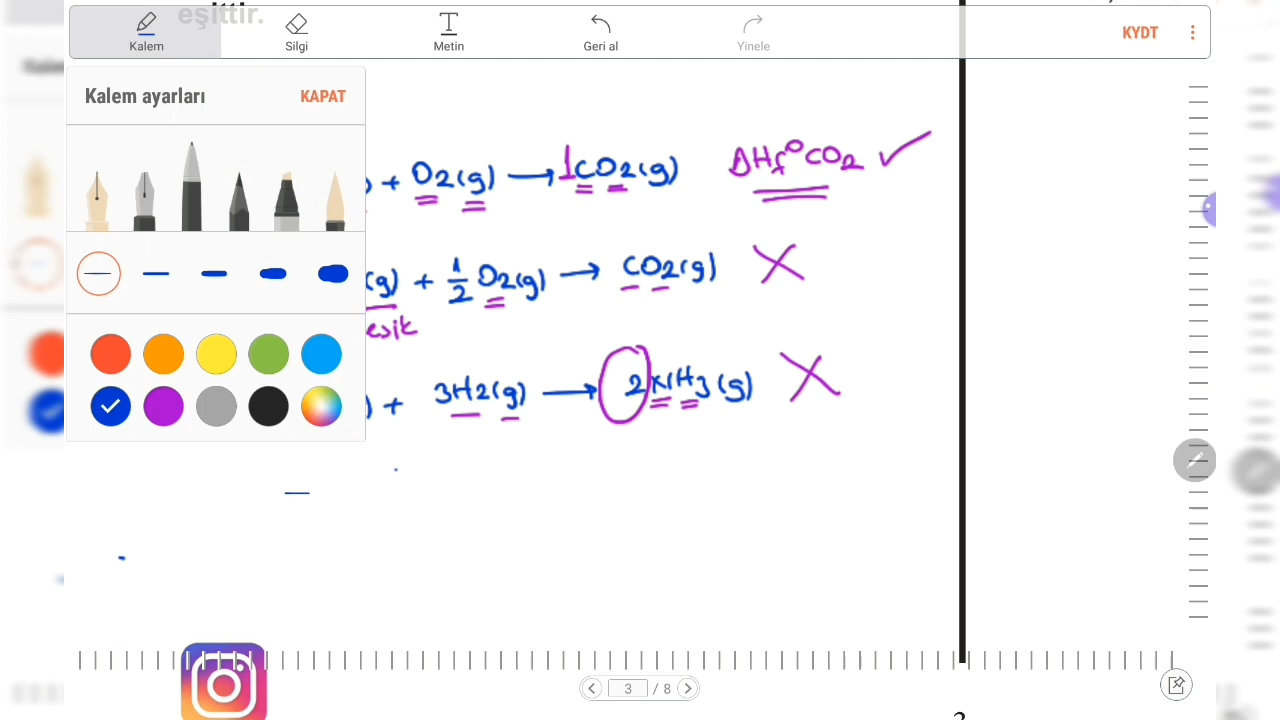 eşittir.
Kalem Silgi Metin Geri al Yinele KYDT
Kalem ayarları KAPAT
) + O2(g) → 1CO2(g) ΔHf°CO2 ✓
(g) + 1/2 O2(g) → CO2(g) X
esik
) + 3H2(g) → 2NH3(g) X
3 / 8
2